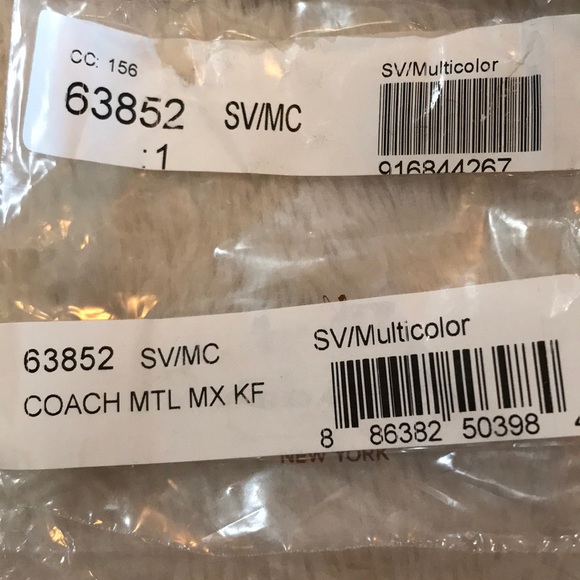 CC: 156
63852 SV/MC
:1
SV/Multicolor
916844267
63852 SV/MC
COACH MTL MX KF
SV/Multicolor
8 86382 50398 4
NEW YORK